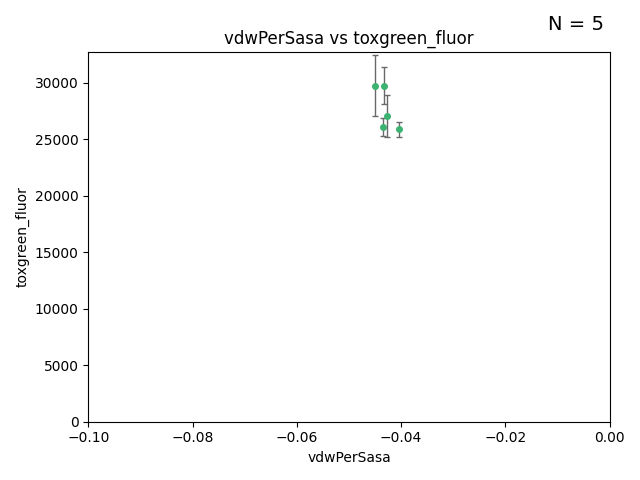 N = 5
vdwPerSasa vs toxgreen_fluor
30000
25000
20000
15000
10000
5000
0
toxgreen_fluor
−0.10 −0.08 −0.06 −0.04 −0.02 0.00
vdwPerSasa